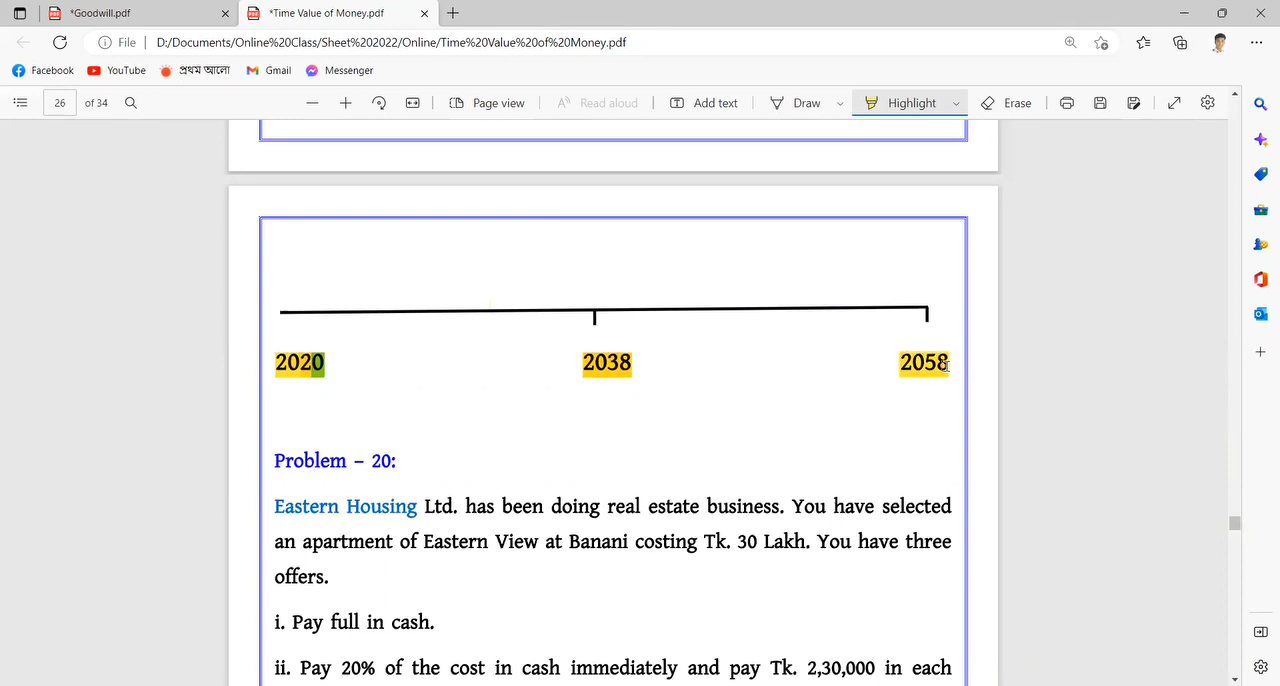 *Goodwill.pdf
*Time Value of Money.pdf
File D:/Documents/Online%20Class/Sheet%202022/Online/Time%20Value%20of%20Money.pdf
Facebook YouTube প্রথম আলো Gmail Messenger
26 of 34 Page view Read aloud Add text Draw Highlight Erase
2020 2038 2058
Problem – 20:
Eastern Housing Ltd. has been doing real estate business. You have selected
an apartment of Eastern View at Banani costing Tk. 30 Lakh. You have three
offers.
i. Pay full in cash.
ii. Pay 20% of the cost in cash immediately and pay Tk. 2,30,000 in each